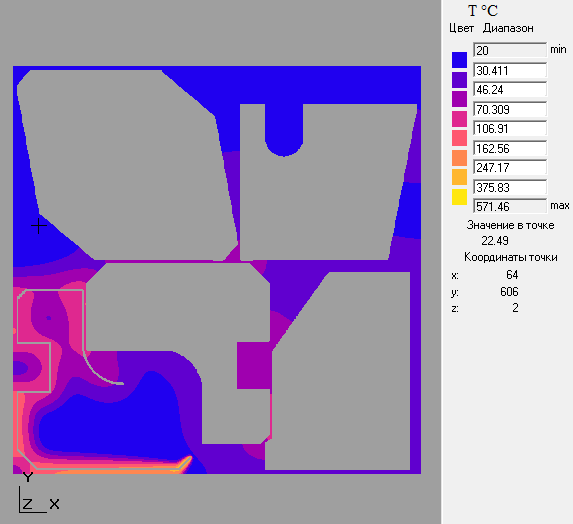 T °C
Цвет Диапазон
20 min
30.411
46.24
70.309
106.91
162.56
247.17
375.83
571.46 max
Значение в точке
22.49
Координаты точки
x: 64
y: 606
z: 2
Y
Z X